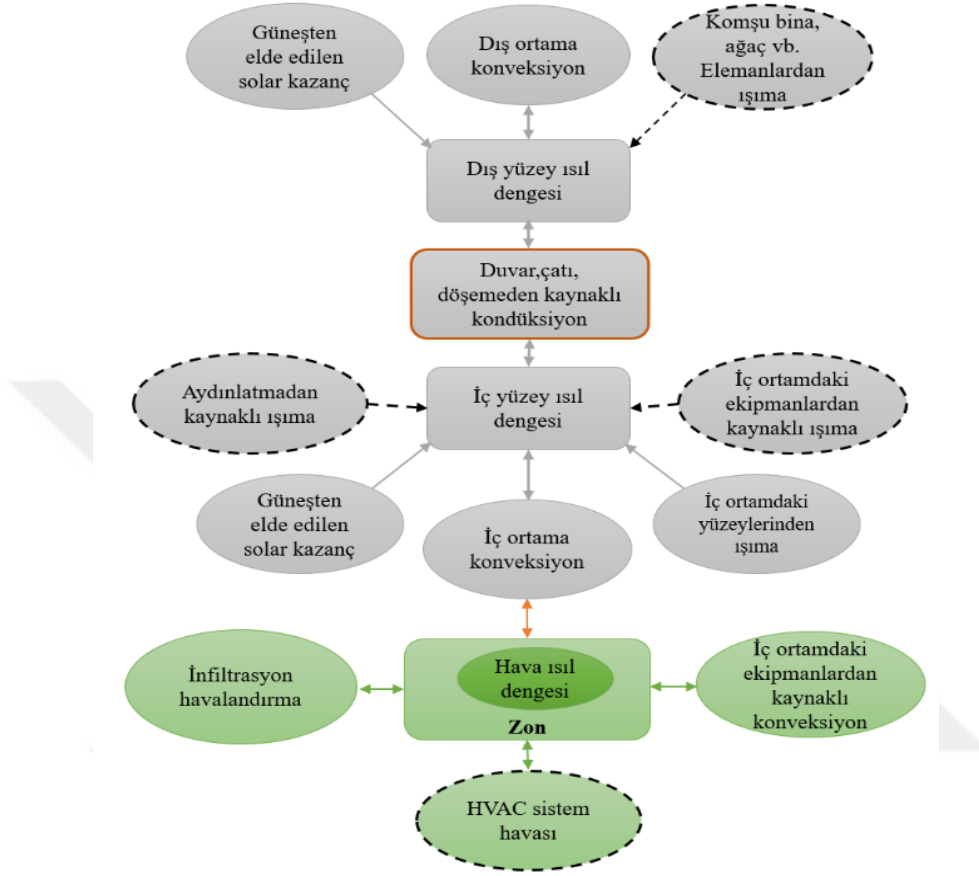 Güneşten
elde edilen
solar kazanç
Dış ortama
konveksiyon
Komşu bina,
ağaç vb.
Elemanlardan
ışıma
Dış yüzey ısıl
dengesi
Duvar,çatı,
döşemeden kaynaklı
kondüksiyon
Aydınlatmadan
kaynaklı ışıma
İç yüzey ısıl
dengesi
İç ortamdaki
ekipmanlardan
kaynaklı ışıma
Güneşten
elde edilen
solar kazanç
İç ortama
konveksiyon
İç ortamdaki
yüzeylerinden
ışıma
İnfiltrasyon
havalandırma
Hava ısıl
dengesi
Zon
İç ortamdaki
ekipmanlardan
kaynaklı
konveksiyon
HVAC sistem
havası